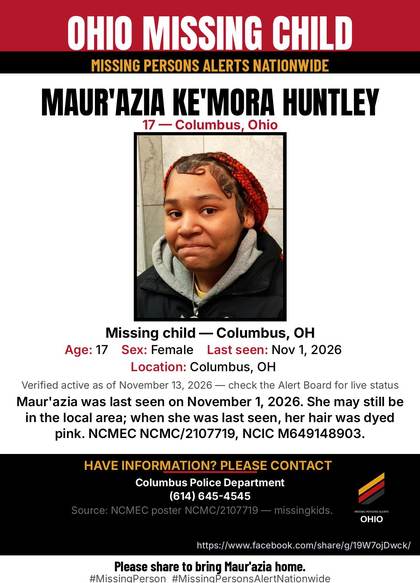 OHIO MISSING CHILD
MISSING PERSONS ALERTS NATIONWIDE
MAUR'AZIA KE'MORA HUNTLEY
17 — Columbus, Ohio
Missing child — Columbus, OH
Age: 17 Sex: Female Last seen: Nov 1, 2026
Location: Columbus, OH
Verified active as of November 13, 2026 — check the Alert Board for live status
Maur'azia was last seen on November 1, 2026. She may still be
in the local area; when she was last seen, her hair was dyed
pink. NCMEC NCMC/2107719, NCIC M649148903.
HAVE INFORMATION? PLEASE CONTACT
Columbus Police Department
(614) 645-4545
Source: NCMEC poster NCMC/2107719 — missingkids.
MISSING PERSONS ALERTS
OHIO
https://www.facebook.com/share/g/19W7ojDwck/
Please share to bring Maur'azia home.
#MissingPerson #MissingPersonsAlertNationwide